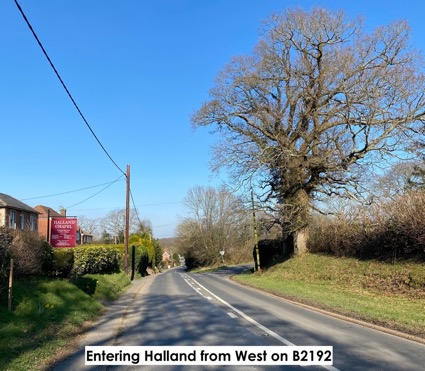 HALLAND
CHAPEL
Entering Halland from West on B2192